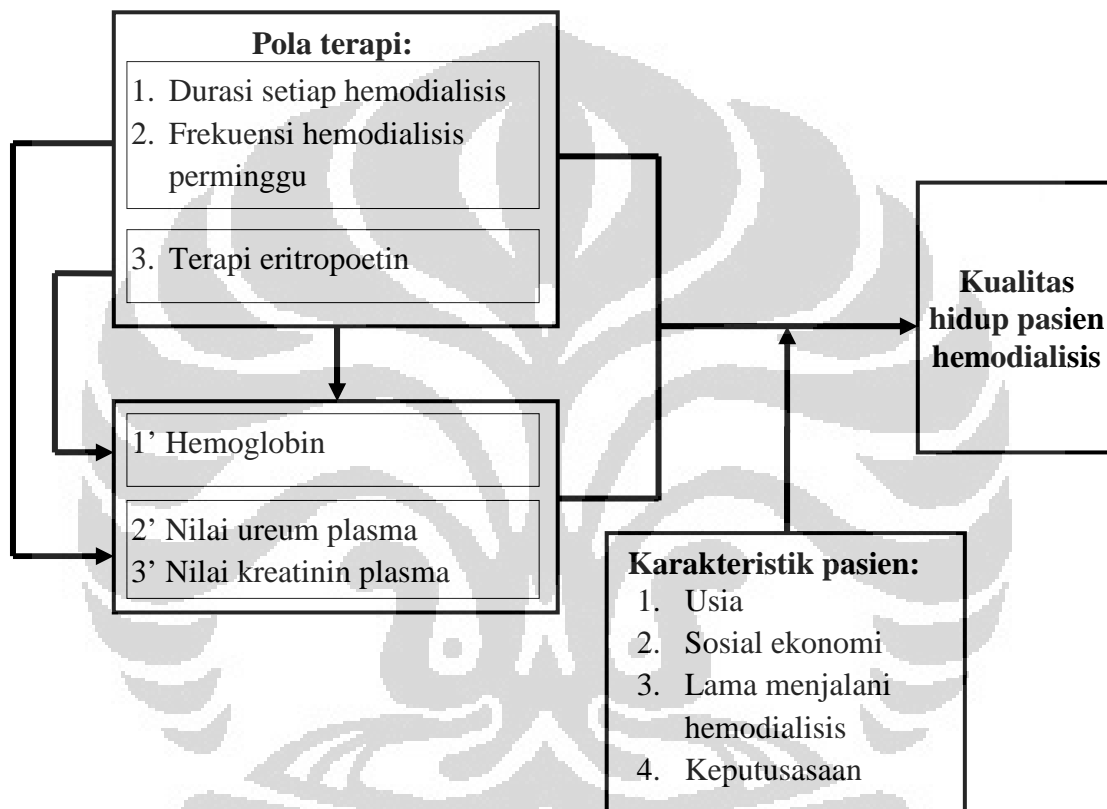 Pola terapi:
1. Durasi setiap hemodialisis
2. Frekuensi hemodialisis
perminggu
3. Terapi eritropoetin
1’ Hemoglobin
2’ Nilai ureum plasma
3’ Nilai kreatinin plasma
Kualitas
hidup pasien
hemodialisis
Karakteristik pasien:
1. Usia
2. Sosial ekonomi
3. Lama menjalani
hemodialisis
4. Keputusasaan